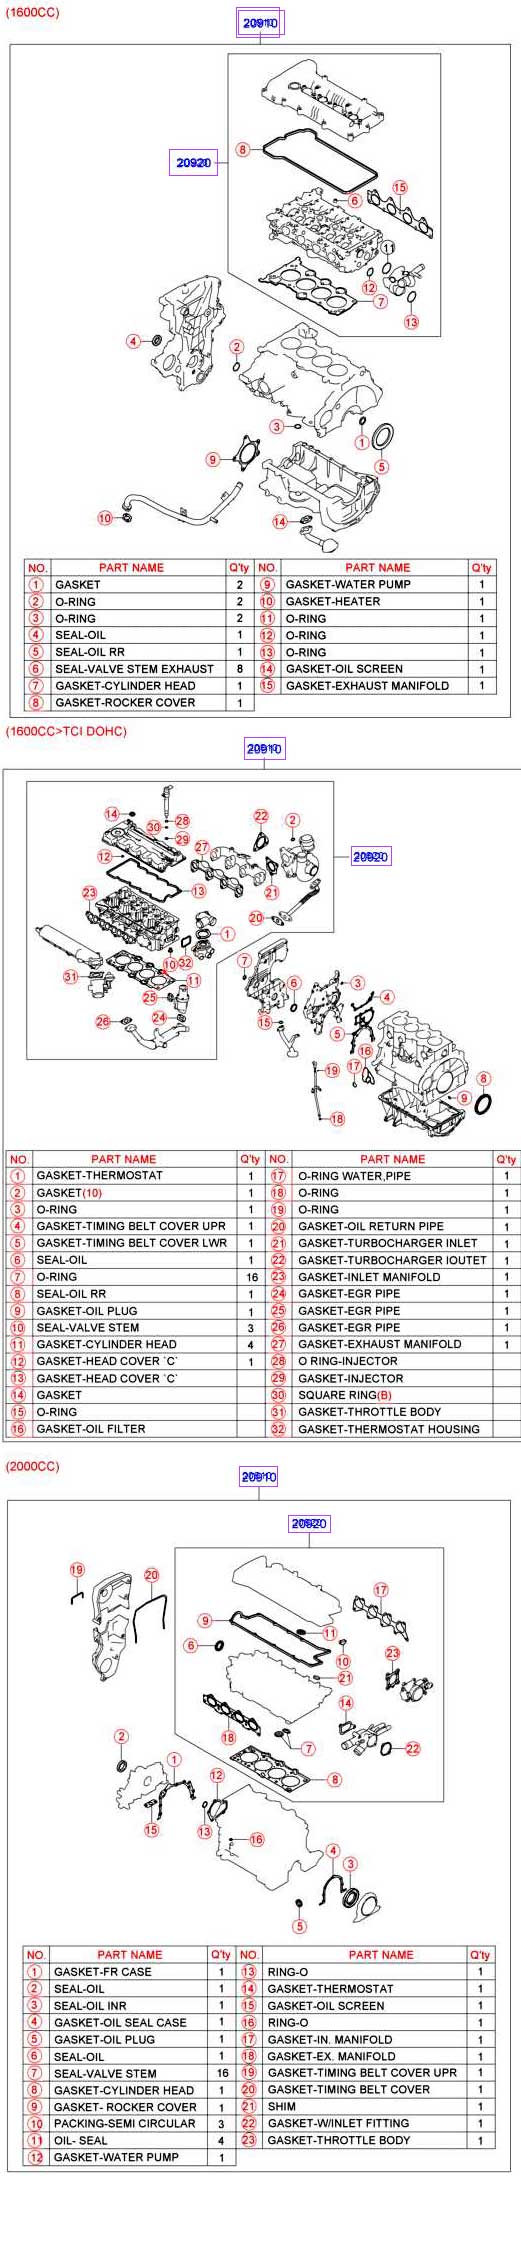 (1600CC)
20910
20920
8
15
6
11
12
7
13
4
2
3
1
5
9
10
14
NO. PART NAME Q'ty NO. PART NAME Q'ty
1 GASKET 2 9 GASKET-WATER PUMP 1
2 O-RING 2 10 GASKET-HEATER 1
3 O-RING 2 11 O-RING 1
4 SEAL-OIL 1 12 O-RING 1
5 SEAL-OIL RR 1 13 O-RING 1
6 SEAL-VALVE STEM EXHAUST 8 14 GASKET-OIL SCREEN 1
7 GASKET-CYLINDER HEAD 1 15 GASKET-EXHAUST MANIFOLD 1
8 GASKET-ROCKER COVER 1
(1600CC>TCI DOHC)
20910
14
28
30
29
22
2
27
12
20920
21
23
13
20
1
10
32
7
31
11
6
3
25
4
26
24
15
5
16
17
19
8
9
18
NO. PART NAME Q'ty NO. PART NAME Q'ty
1 GASKET-THERMOSTAT 1 17 O-RING WATER,PIPE 1
2 GASKET(10) 1 18 O-RING 1
3 O-RING 1 19 O-RING 1
4 GASKET-TIMING BELT COVER UPR 1 20 GASKET-OIL RETURN PIPE 1
5 GASKET-TIMING BELT COVER LWR 1 21 GASKET-TURBOCHARGER INLET 1
6 SEAL-OIL 1 22 GASKET-TURBOCHARGER IOUTET 1
7 O-RING 16 23 GASKET-INLET MANIFOLD 1
8 SEAL-OIL RR 1 24 GASKET-EGR PIPE 1
9 GASKET-OIL PLUG 1 25 GASKET-EGR PIPE 1
10 SEAL-VALVE STEM 3 26 GASKET-EGR PIPE 1
11 GASKET-CYLINDER HEAD 4 27 GASKET-EXHAUST MANIFOLD 1
12 GASKET-HEAD COVER `C` 1 28 O RING-INJECTOR
13 GASKET-HEAD COVER `C` 29 GASKET-INJECTOR
14 GASKET 30 SQUARE RING(B)
15 O-RING 31 GASKET-THROTTLE BODY
16 GASKET-OIL FILTER 32 GASKET-THERMOSTAT HOUSING
(2000CC)
20910
20920
19
20
17
9
11
6
10
23
21
14
18
7
22
2
1
12
8
15
13
16
4
3
5
NO. PART NAME Q'ty NO. PART NAME Q'ty
1 GASKET-FR CASE 1 13 RING-O 1
2 SEAL-OIL 1 14 GASKET-THERMOSTAT 1
3 SEAL-OIL INR 1 15 GASKET-OIL SCREEN 1
4 GASKET-OIL SEAL CASE 1 16 RING-O 1
5 GASKET-OIL PLUG 1 17 GASKET-IN. MANIFOLD 1
6 SEAL-OIL 1 18 GASKET-EX. MANIFOLD 1
7 SEAL-VALVE STEM 16 19 GASKET-TIMING BELT COVER UPR 1
8 GASKET-CYLINDER HEAD 1 20 GASKET-TIMING BELT COVER 1
9 GASKET- ROCKER COVER 1 21 SHIM 1
10 PACKING-SEMI CIRCULAR 3 22 GASKET-W/INLET FITTING 1
11 OIL- SEAL 4 23 GASKET-THROTTLE BODY 1
12 GASKET-WATER PUMP 1